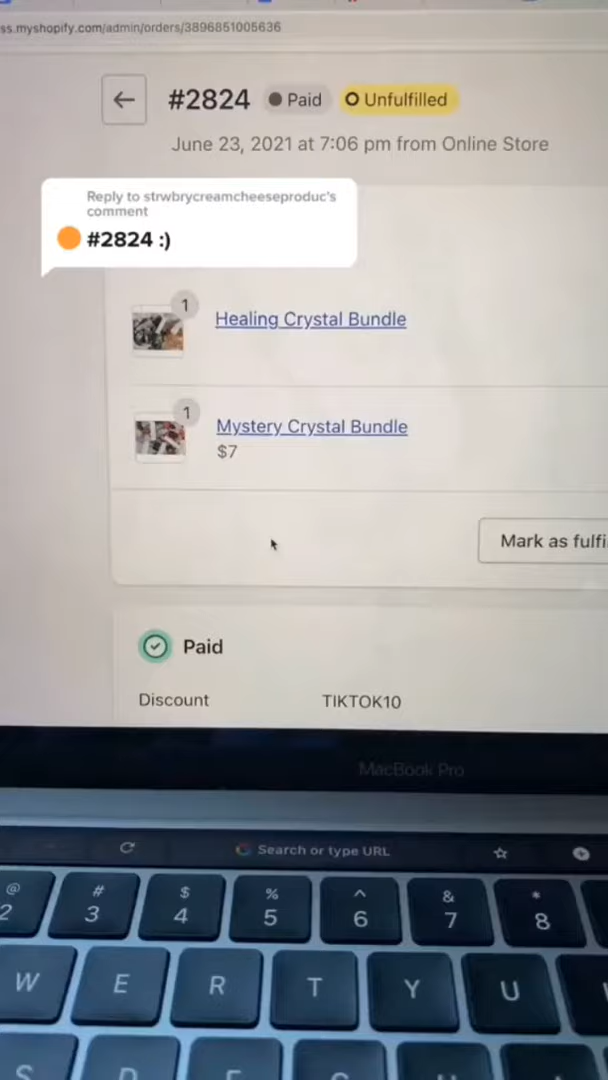 ss.myshopify.com/admin/orders/3896851005636
#2824 Paid Unfulfilled
June 23, 2021 at 7:06 pm from Online Store
Reply to strwbrycreamcheeseproduc's
comment
#2824 :)
1
Healing Crystal Bundle
1
Mystery Crystal Bundle
$7
Mark as fulfi
Paid
Discount TIKTOK10
MacBook Pro
Search or type URL
@ # $ % ^ & *
2 3 4 5 6 7 8
W E R T Y U